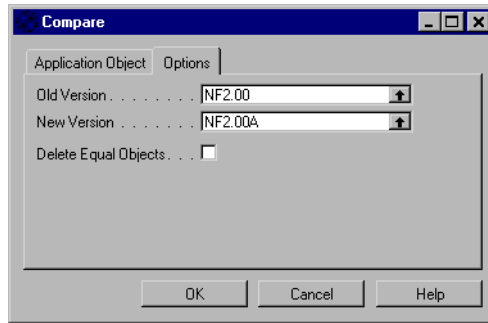 Compare
Application Object Options
Old Version . . . . . . . . NF2.00
New Version . . . . . . . NF2.00A
Delete Equal Objects . . .
OK Cancel Help